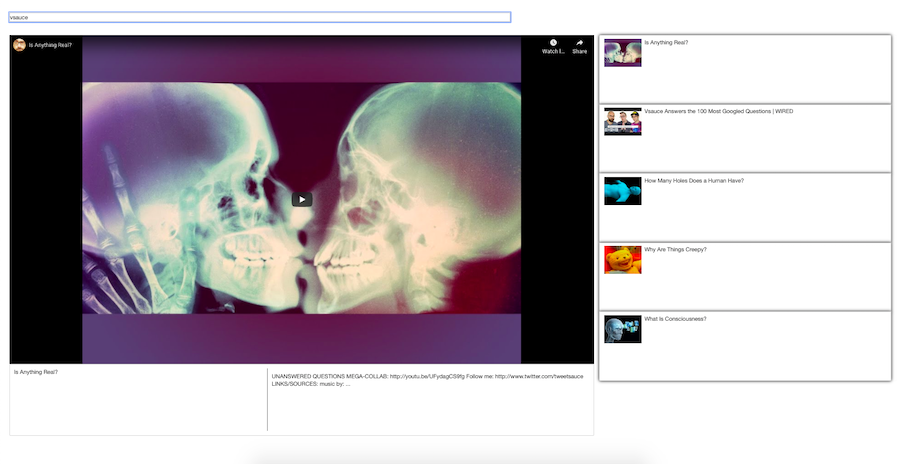 vsauce
Is Anything Real?
Watch l...
Share
Is Anything Real?
Vsauce Answers the 100 Most Googled Questions | WIRED
How Many Holes Does a Human Have?
Why Are Things Creepy?
What Is Consciousness?
Is Anything Real?
UNANSWERED QUESTIONS MEGA-COLLAB: http://youtu.be/UFydagCS9fg Follow me: http://www.twitter.com/tweetsauce
LINKS/SOURCES: music by: ...